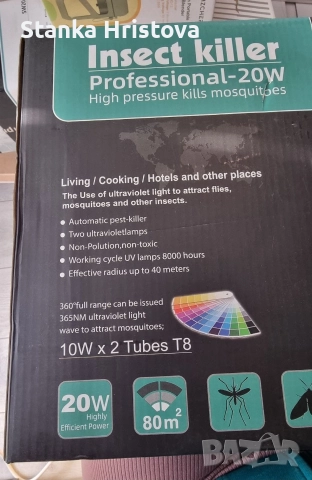 Stanka Hristova
Insect killer
Professional-20W
High pressure kills mosquitoes
Living / Cooking / Hotels and other places
The Use of ultraviolet light to attract flies,
mosquitoes and other insects.
Automatic pest-killer
Two ultravioletlamps
Non-Polution,non-toxic
Working cycle UV lamps 8000 hours
Effective radius up to 40 meters
360°full range can be issued
365NM ultraviolet light
wave to attract mosquitoes;
10W x 2 Tubes T8
20W
Highly
Efficient Power
80m²
BAZAR